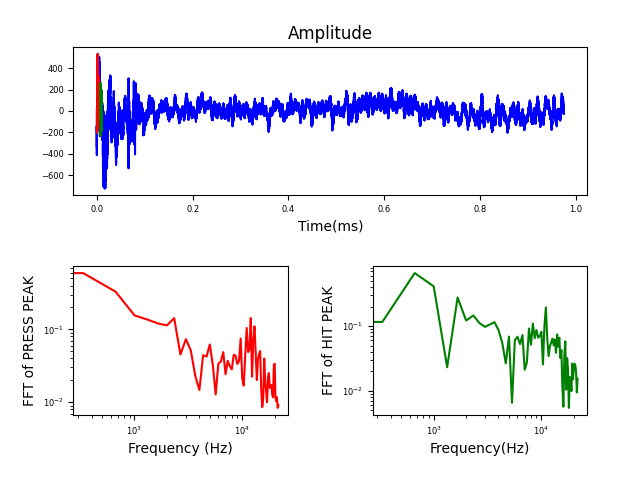 Amplitude
400
200
0
−200
−400
−600
0.0 0.2 0.4 0.6 0.8 1.0
Time(ms)
FFT of PRESS PEAK
10⁻¹
10⁻²
10³ 10⁴
Frequency (Hz)
FFT of HIT PEAK
10⁻¹
10⁻²
10³ 10⁴
Frequency(Hz)